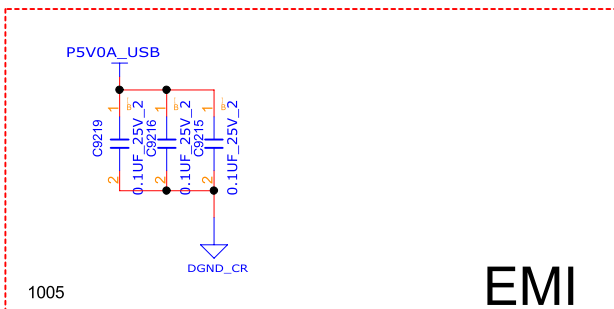 P5V0A_USB
1
B
1
B
1
B
C9219
0.1UF_25V_2
C9216
0.1UF_25V_2
C9215
0.1UF_25V_2
2
2
2
DGND_CR
1005
EMI